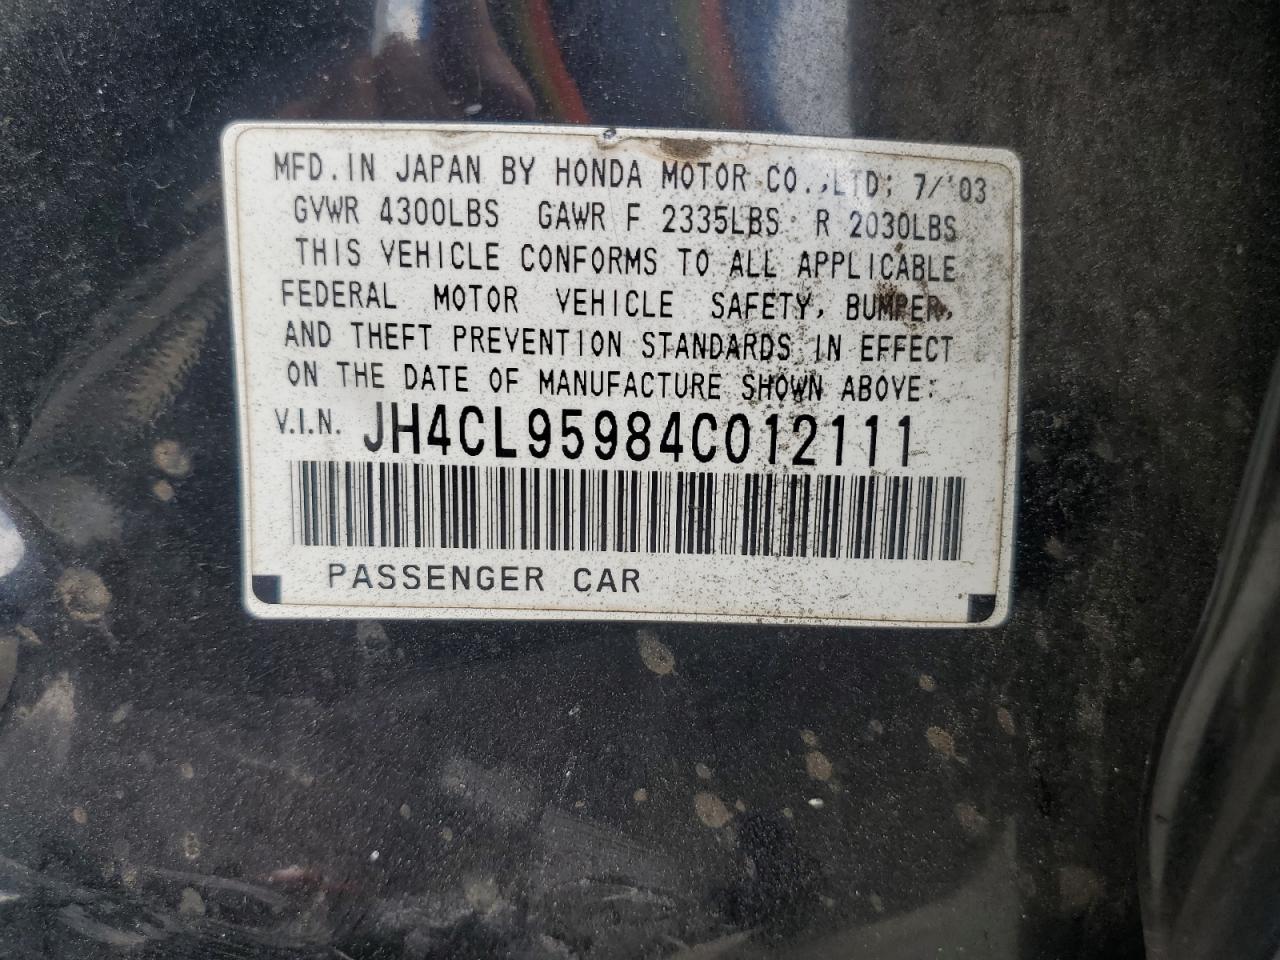 MFD. IN JAPAN BY HONDA MOTOR CO., LTD: 7/'03
GVWR 4300LBS GAWR F 2335LBS R 2030LBS
THIS VEHICLE CONFORMS TO ALL APPLICABLE
FEDERAL MOTOR VEHICLE SAFETY, BUMPER,
AND THEFT PREVENTION STANDARDS IN EFFECT
ON THE DATE OF MANUFACTURE SHOWN ABOVE:
V.I.N. JH4CL95984C012111
PASSENGER CAR